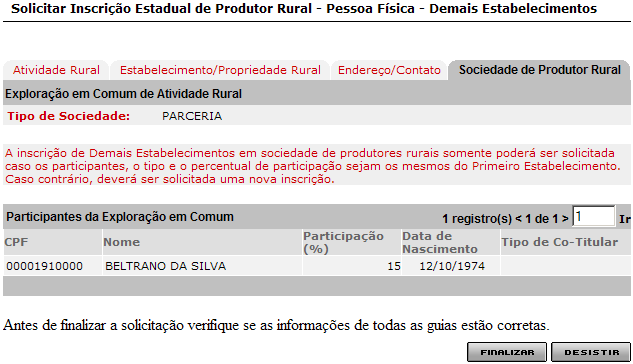 Solicitar Inscrição Estadual de Produtor Rural - Pessoa Física - Demais Estabelecimentos
Atividade Rural Estabelecimento/Propriedade Rural Endereço/Contato Sociedade de Produtor Rural
Exploração em Comum de Atividade Rural
Tipo de Sociedade: PARCERIA
A inscrição de Demais Estabelecimentos em sociedade de produtores rurais somente poderá ser solicitada
caso os participantes, o tipo e o percentual de participação sejam os mesmos do Primeiro Estabelecimento.
Caso contrário, deverá ser solicitada uma nova inscrição.
Participantes da Exploração em Comum 1 registro(s) < 1 de 1 > 1 Ir
CPF Nome Participação (%) Data de Nascimento Tipo de Co-Titular
00001910000 BELTRANO DA SILVA 15 12/10/1974
Antes de finalizar a solicitação verifique se as informações de todas as guias estão corretas.
FINALIZAR DESISTIR